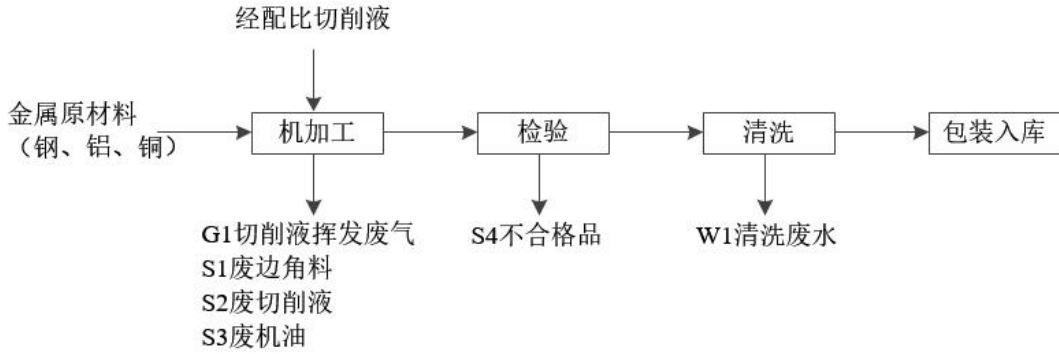 经配比切削液
金属原材料
（钢、铝、铜）
机加工
检验
清洗
包装入库
G1切削液挥发废气
S1废边角料
S2废切削液
S3废机油
S4不合格品
W1清洗废水